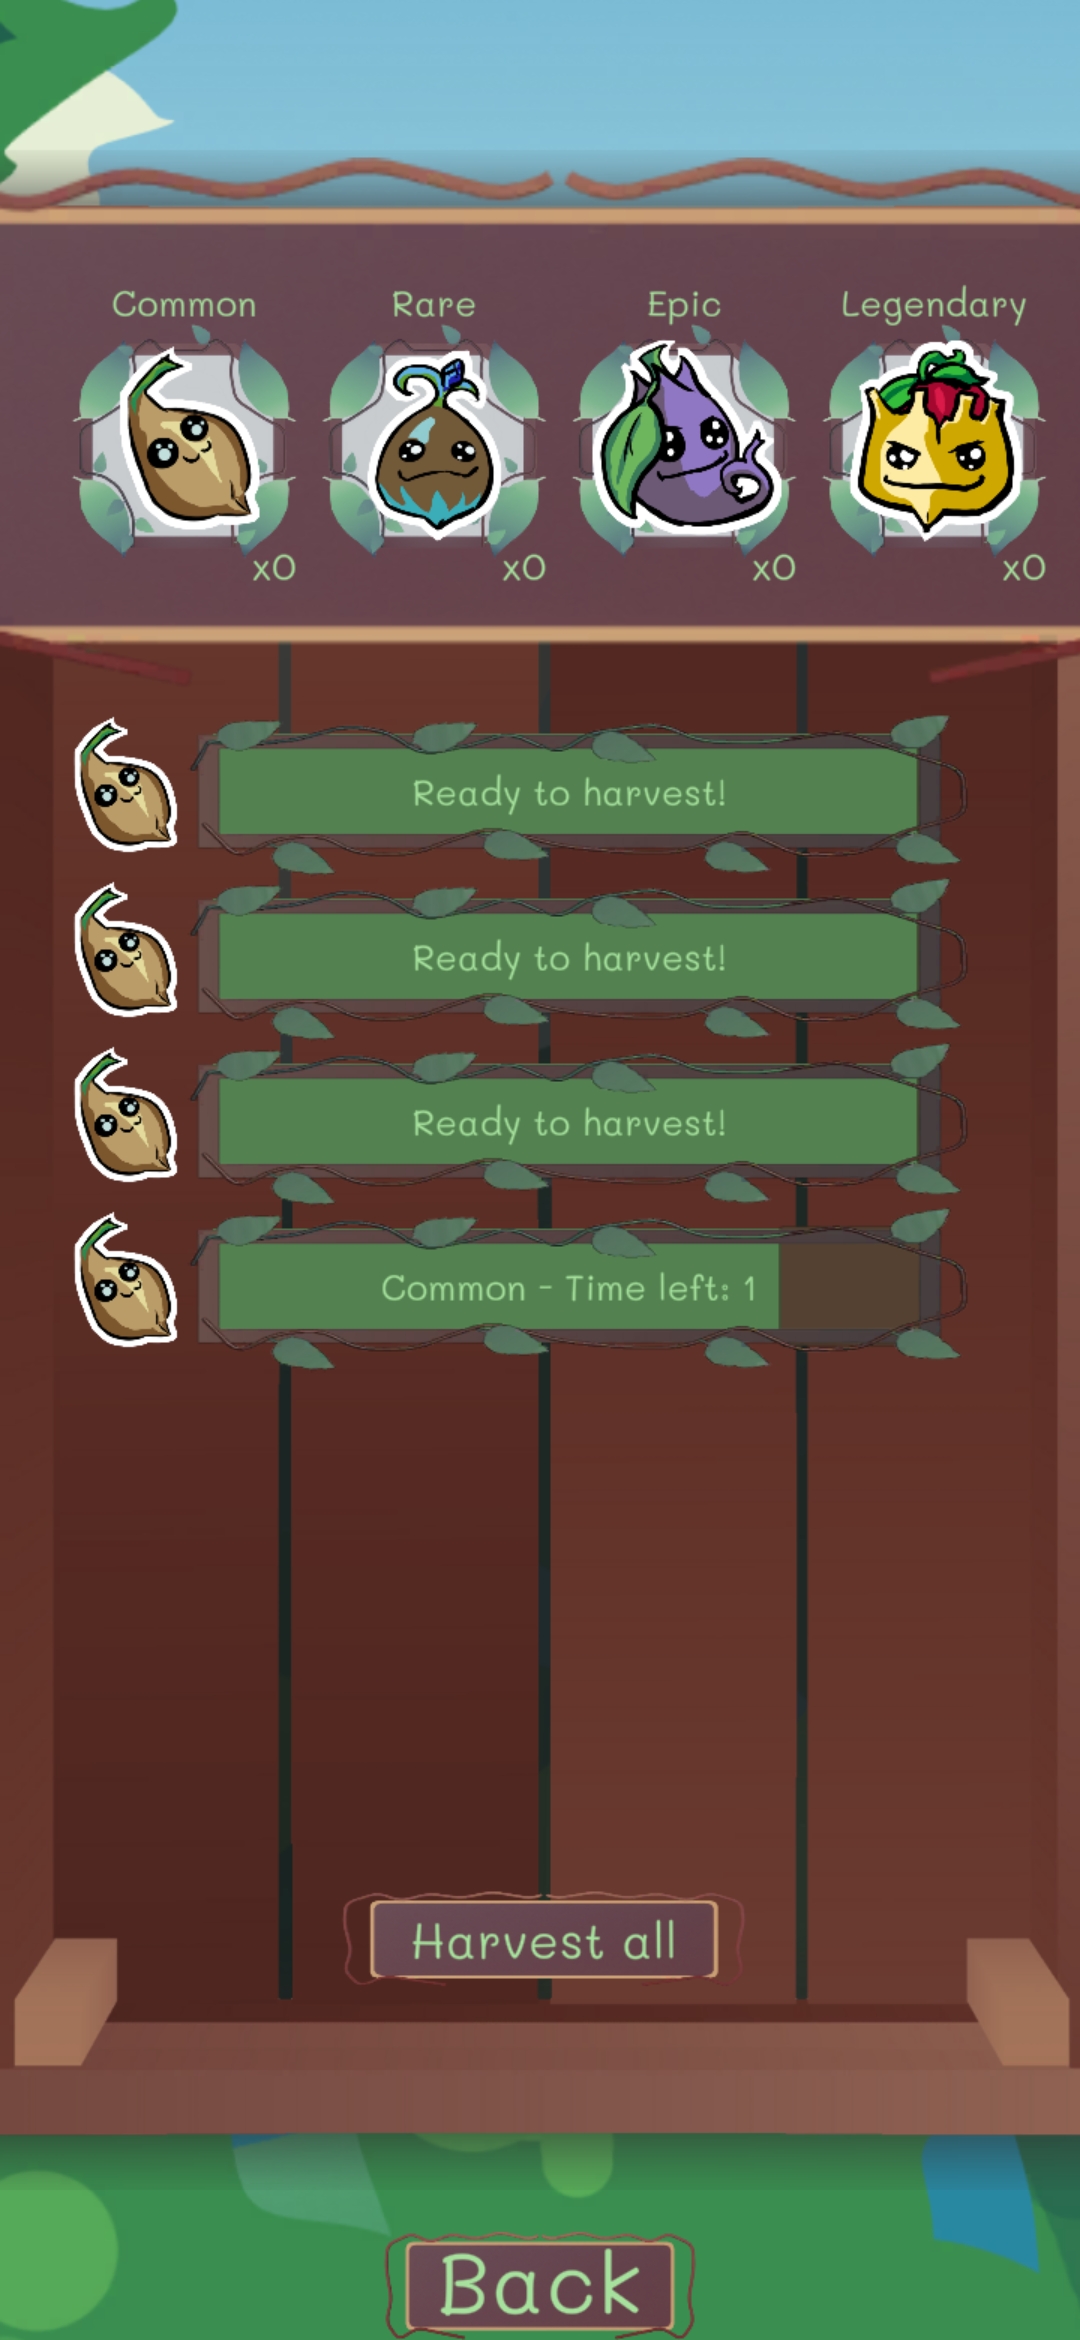 Common Rare Epic Legendary
x0 x0 x0 x0
Ready to harvest!
Ready to harvest!
Ready to harvest!
Common - Time left: 1
Harvest all
Back